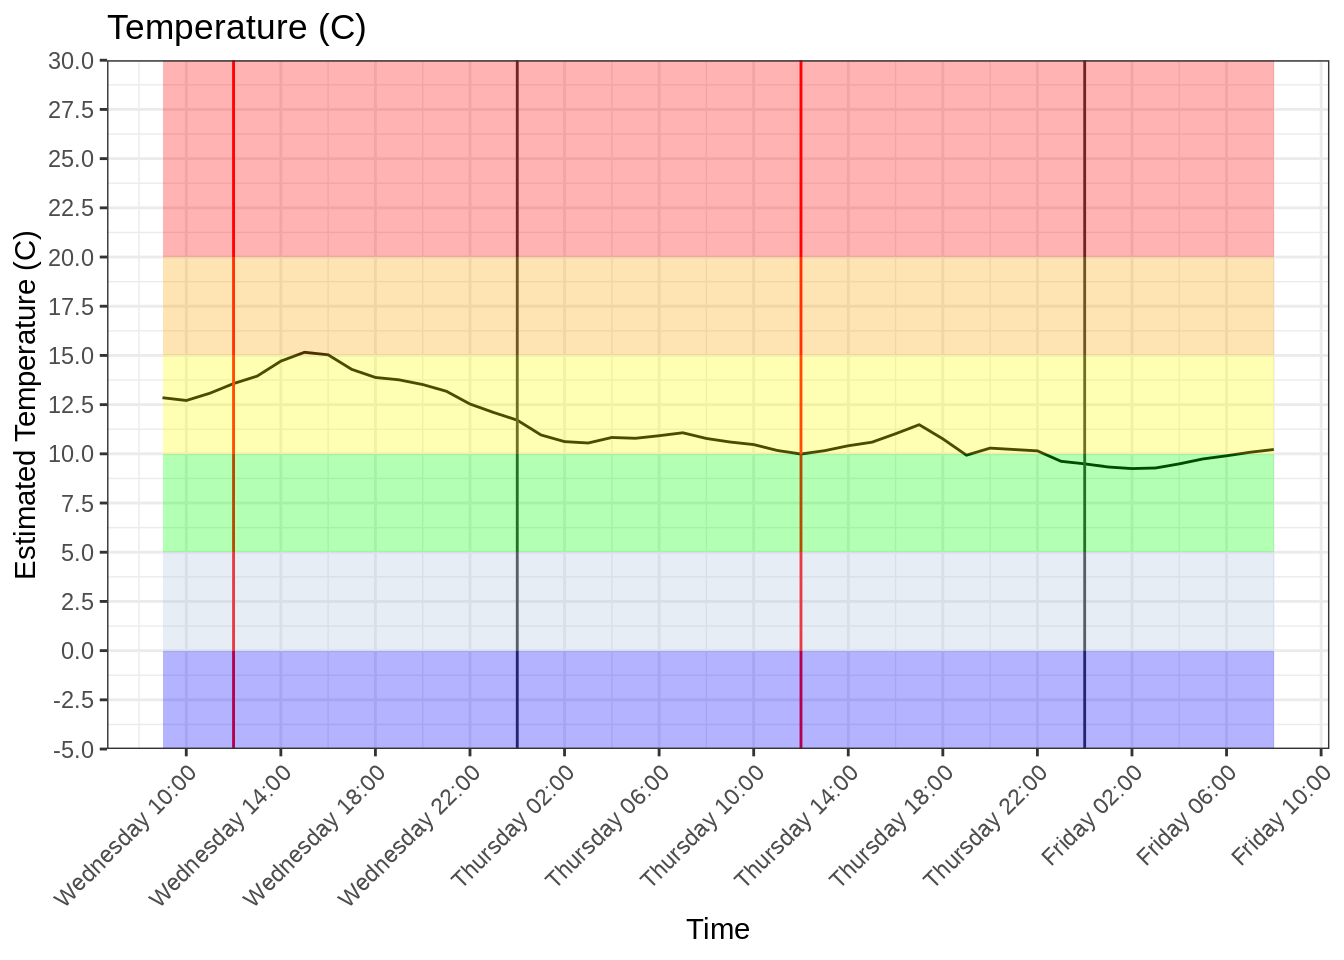 Temperature (C)
30.0
27.5
25.0
22.5
20.0
17.5
15.0
12.5
10.0
7.5
5.0
2.5
0.0
-2.5
-5.0
Estimated Temperature (C)
Wednesday 10:00
Wednesday 14:00
Wednesday 18:00
Wednesday 22:00
Thursday 02:00
Thursday 06:00
Thursday 10:00
Thursday 14:00
Thursday 18:00
Thursday 22:00
Friday 02:00
Friday 06:00
Friday 10:00
Time